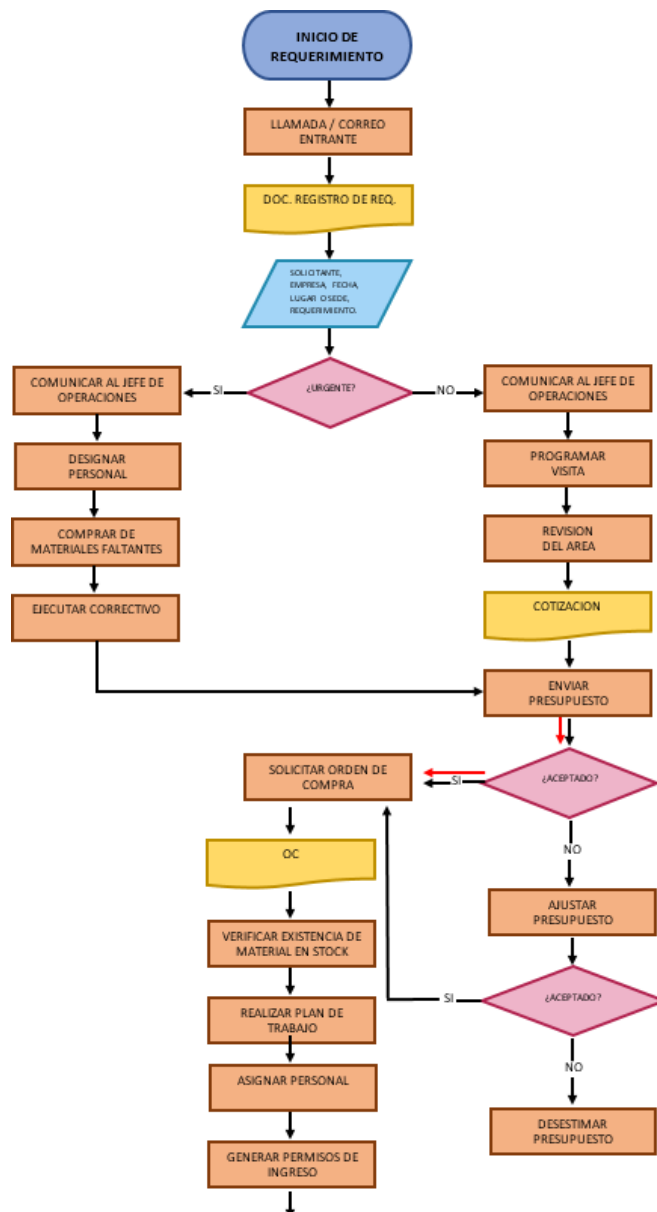 INICIO DE
REQUERIMIENTO
LLAMADA / CORREO
ENTRANTE
DOC. REGISTRO DE REQ.
SOLICITANTE,
EMPRESA, FECHA,
LUGAR O SEDE,
REQUERIMIENTO.
¿URGENTE?
SI
NO
COMUNICAR AL JEFE DE
OPERACIONES
DESIGNAR
PERSONAL
COMPRAR DE
MATERIALES FALTANTES
EJECUTAR CORRECTIVO
COMUNICAR AL JEFE DE
OPERACIONES
PROGRAMAR
VISITA
REVISION
DEL AREA
COTIZACION
ENVIAR
PRESUPUESTO
¿ACEPTADO?
SI
NO
SOLICITAR ORDEN DE
COMPRA
OC
VERIFICAR EXISTENCIA DE
MATERIAL EN STOCK
REALIZAR PLAN DE
TRABAJO
ASIGNAR PERSONAL
GENERAR PERMISOS DE
INGRESO
AJUSTAR
PRESUPUESTO
¿ACEPTADO?
SI
NO
DESESTIMAR
PRESUPUESTO